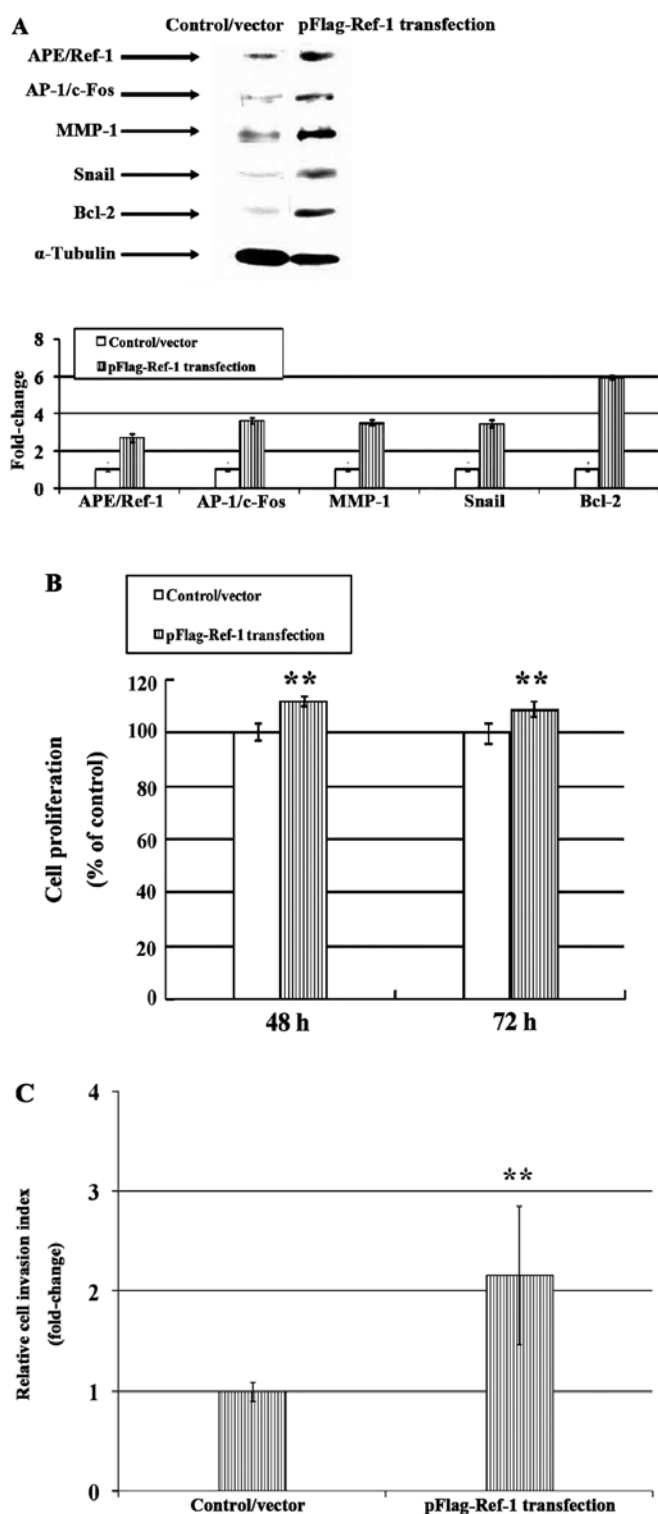 A
Control/vector pFlag-Ref-1 transfection
APE/Ref-1
AP-1/c-Fos
MMP-1
Snail
Bcl-2
α-Tubulin
Fold-change
8
6
4
2
0
Control/vector
pFlag-Ref-1 transfection
APE/Ref-1 AP-1/c-Fos MMP-1 Snail Bcl-2
B
Control/vector
pFlag-Ref-1 transfection
Cell proliferation
(% of control)
120
100
80
60
40
20
0
** **
48 h 72 h
C
Relative cell invasion index
(fold-change)
4
3
2
1
0
**
Control/vector pFlag-Ref-1 transfection